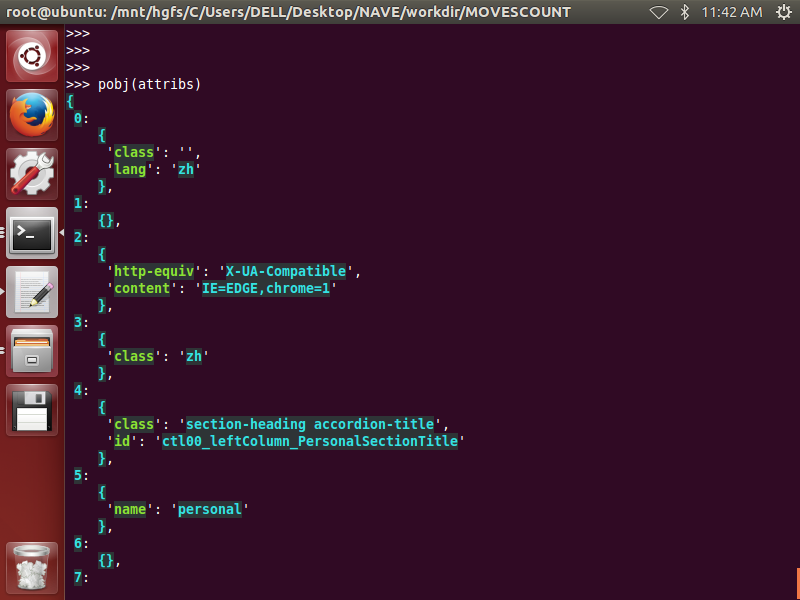 root@ubuntu: /mnt/hgfs/C/Users/DELL/Desktop/NAVE/workdir/MOVESCOUNT 11:42 AM
>>>
>>>
>>>
>>> pobj(attribs)
{
0:
{
'class': '',
'lang': 'zh'
},
1:
{},
2:
{
'http-equiv': 'X-UA-Compatible',
'content': 'IE=EDGE,chrome=1'
},
3:
{
'class': 'zh'
},
4:
{
'class': 'section-heading accordion-title',
'id': 'ctl00_leftColumn_PersonalSectionTitle'
},
5:
{
'name': 'personal'
},
6:
{},
7: